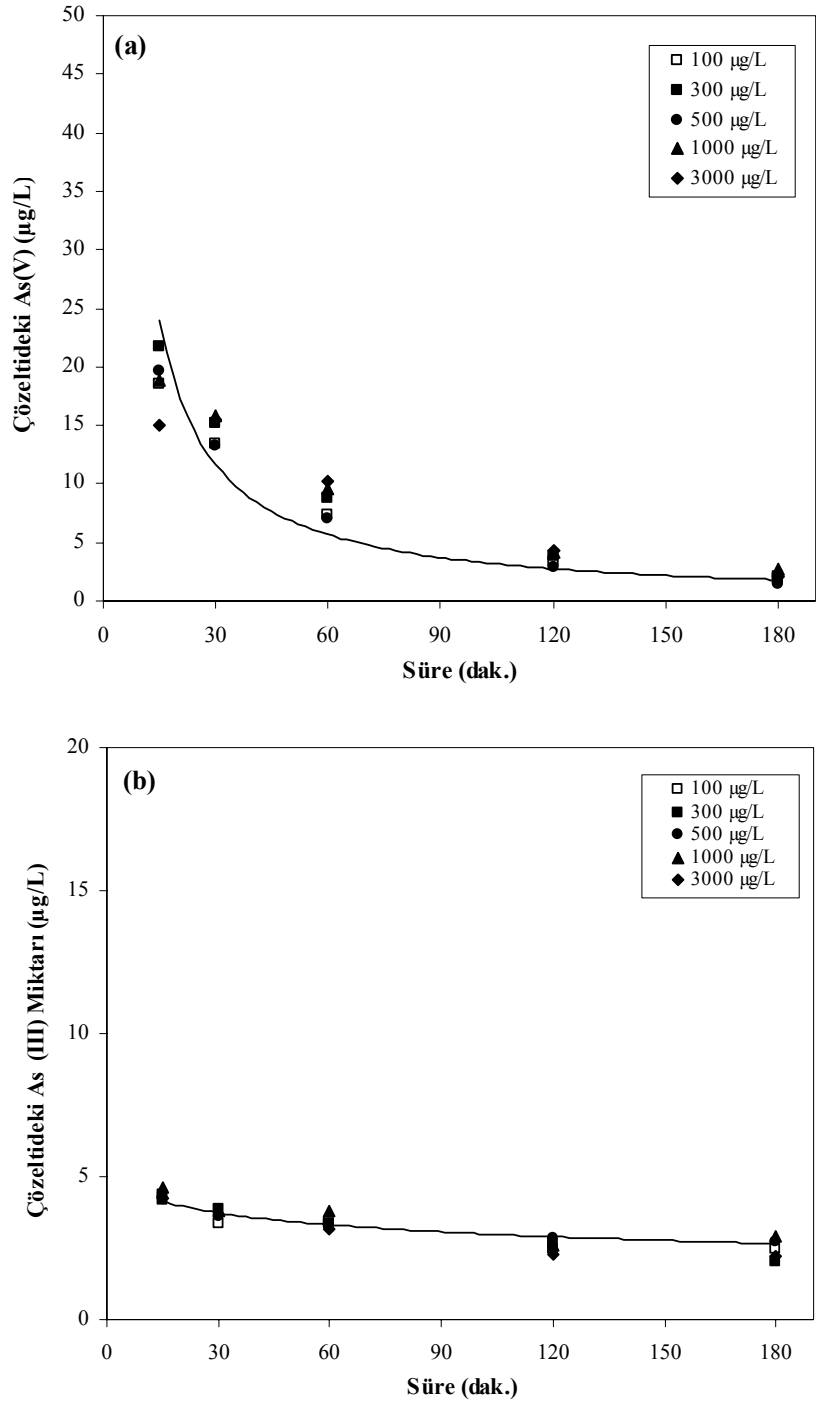 (a)
50
45
40
35
30
25
20
15
10
5
0
Çözeltideki As(V) (µg/L)
100 µg/L
300 µg/L
500 µg/L
1000 µg/L
3000 µg/L
0 30 60 90 120 150 180
Süre (dak.)
(b)
20
15
10
5
0
Çözeltideki As (III) Miktarı (µg/L)
100 µg/L
300 µg/L
500 µg/L
1000 µg/L
3000 µg/L
0 30 60 90 120 150 180
Süre (dak.)